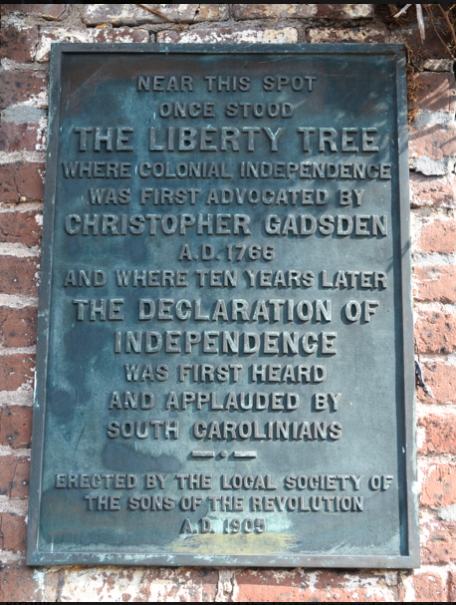 NEAR THIS SPOT
ONCE STOOD
THE LIBERTY TREE
WHERE COLONIAL INDEPENDENCE
WAS FIRST ADVOCATED BY
CHRISTOPHER GADSDEN
A.D. 1766
AND WHERE TEN YEARS LATER
THE DECLARATION OF
INDEPENDENCE
WAS FIRST HEARD
AND APPLAUDED BY
SOUTH CAROLINIANS
ERECTED BY THE LOCAL SOCIETY OF
THE SONS OF THE REVOLUTION
A.D. 1905